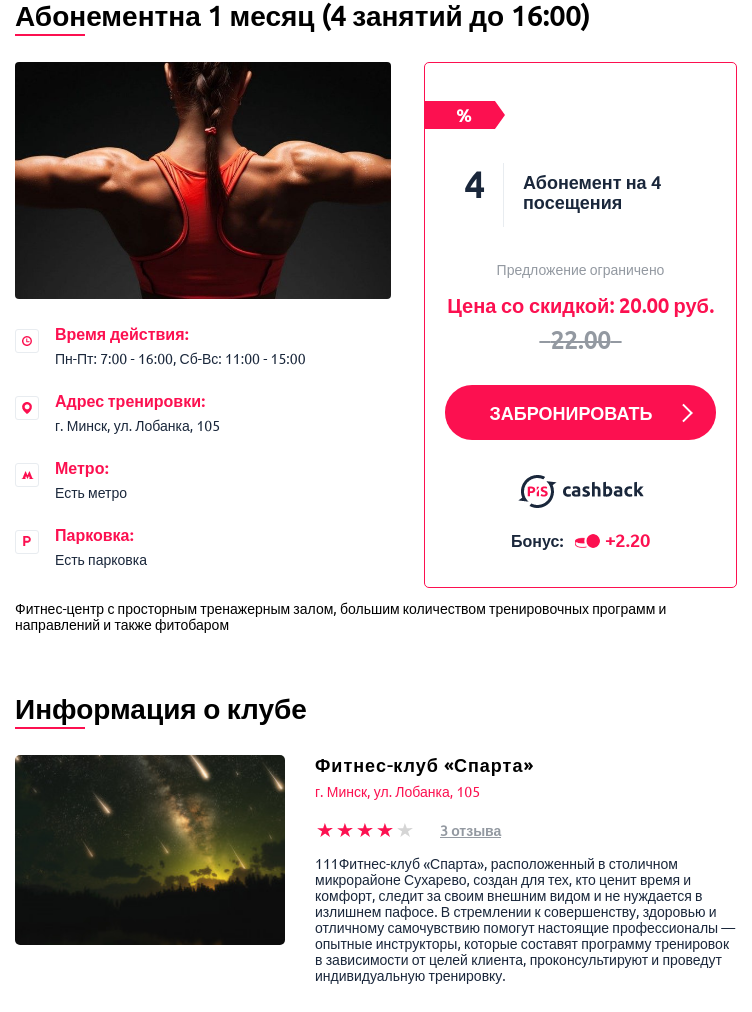 Абонементна 1 месяц (4 занятий до 16:00)
%
4
Абонемент на 4
посещения
Предложение ограничено
Цена со скидкой: 20.00 руб.
22.00
ЗАБРОНИРОВАТЬ
PiS cashback
Бонус: +2.20
Время действия:
Пн-Пт: 7:00 - 16:00, Сб-Вс: 11:00 - 15:00
Адрес тренировки:
г. Минск, ул. Лобанка, 105
Метро:
Есть метро
P
Парковка:
Есть парковка
Фитнес-центр с просторным тренажерным залом, большим количеством тренировочных программ и
направлений и также фитобаром
Информация о клубе
Фитнес-клуб «Спарта»
г. Минск, ул. Лобанка, 105
3 отзыва
111Фитнес-клуб «Спарта», расположенный в столичном
микрорайоне Сухарево, создан для тех, кто ценит время и
комфорт, следит за своим внешним видом и не нуждается в
излишнем пафосе. В стремлении к совершенству, здоровью и
отличному самочувствию помогут настоящие профессионалы —
опытные инструкторы, которые составят программу тренировок
в зависимости от целей клиента, проконсультируют и проведут
индивидуальную тренировку.